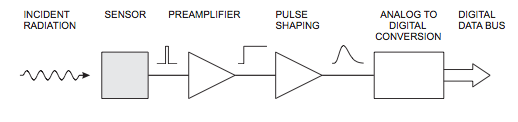 INCIDENT
RADIATION
SENSOR
PREAMPLIFIER
PULSE
SHAPING
ANALOG TO
DIGITAL
CONVERSION
DIGITAL
DATA BUS